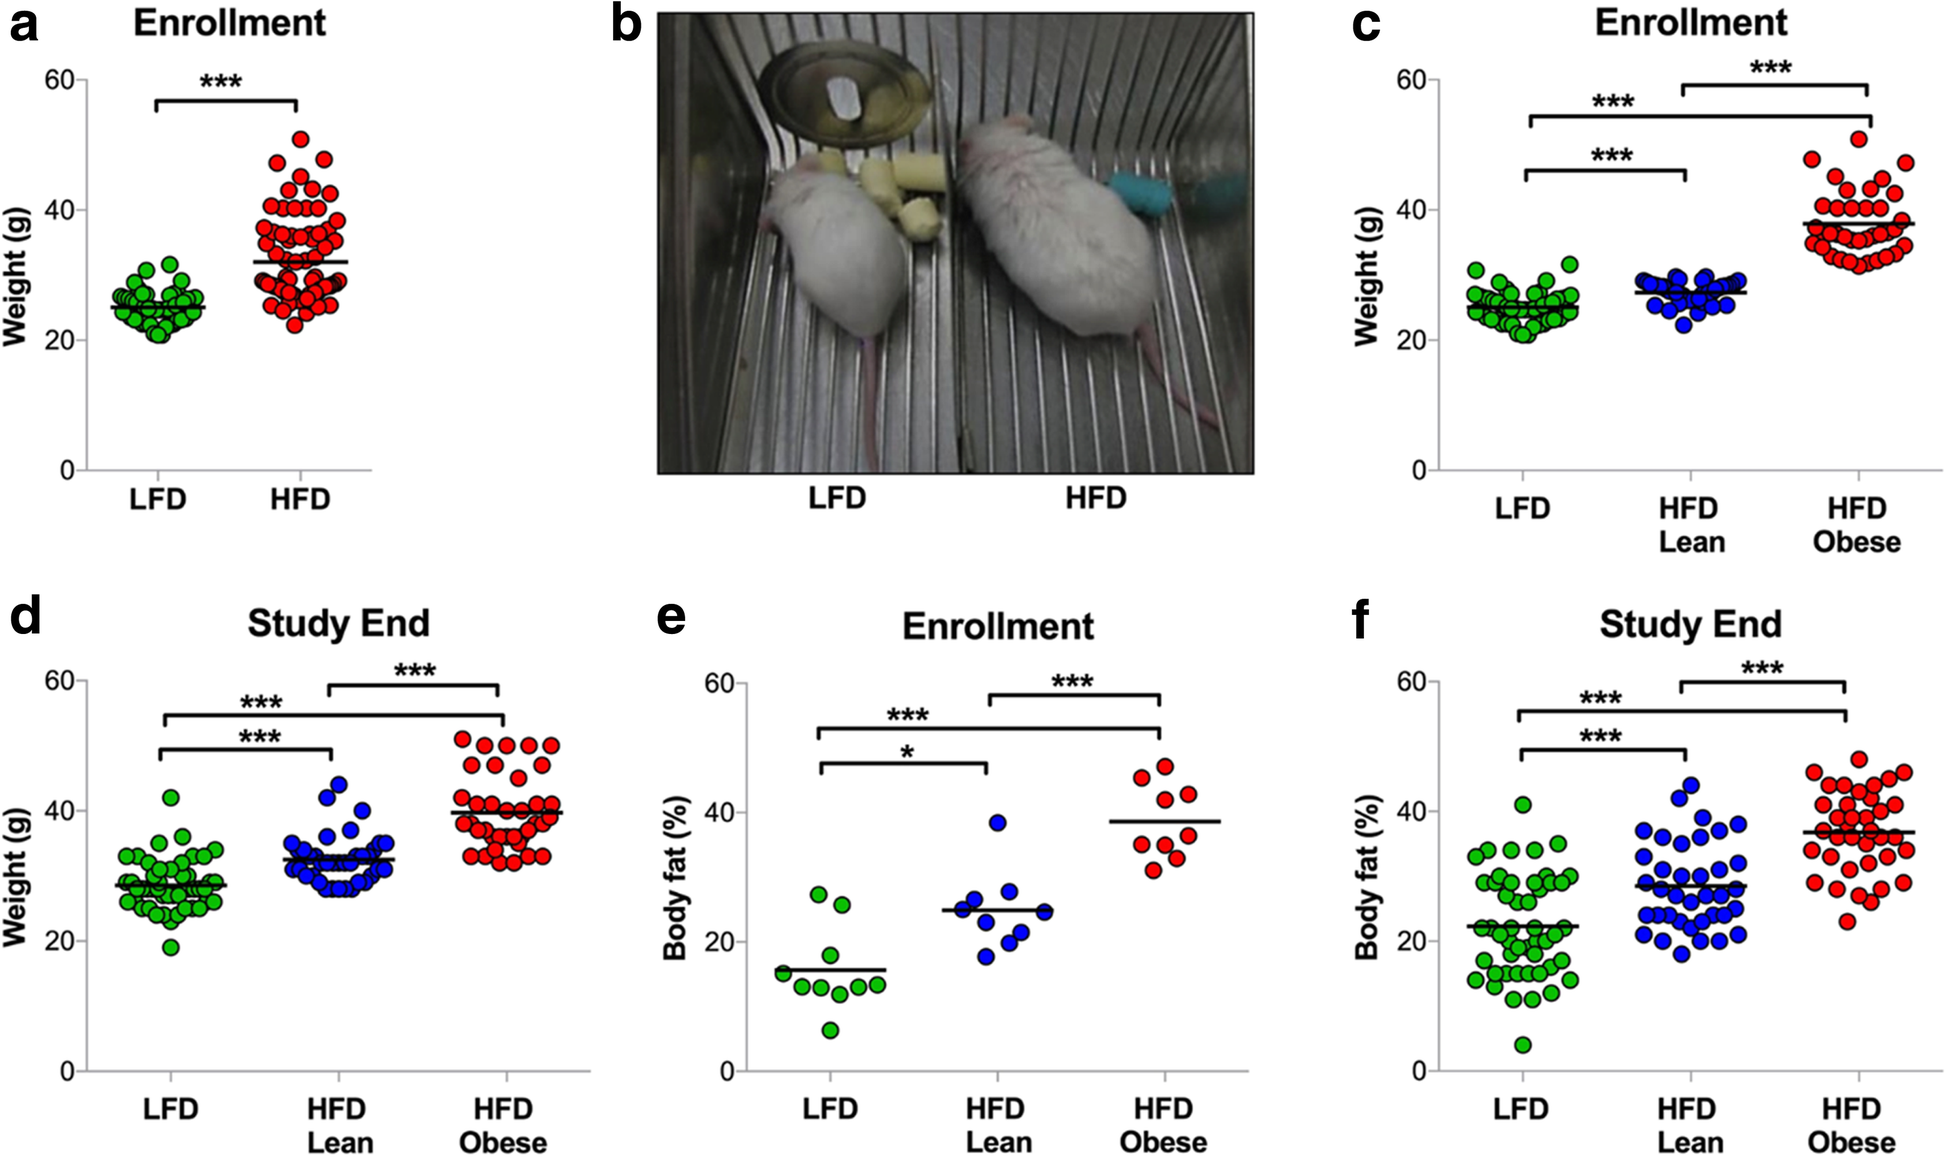 a
Enrollment
Weight (g)
60
40
20
0
***
LFD
HFD
b
LFD
HFD
c
Enrollment
Weight (g)
60
40
20
0
***
***
***
LFD
HFD
Lean
HFD
Obese
d
Study End
Weight (g)
60
40
20
0
***
***
***
LFD
HFD
Lean
HFD
Obese
e
Enrollment
Body fat (%)
60
40
20
0
***
***
*
LFD
HFD
Lean
HFD
Obese
f
Study End
Body fat (%)
60
40
20
0
***
***
***
LFD
HFD
Lean
HFD
Obese